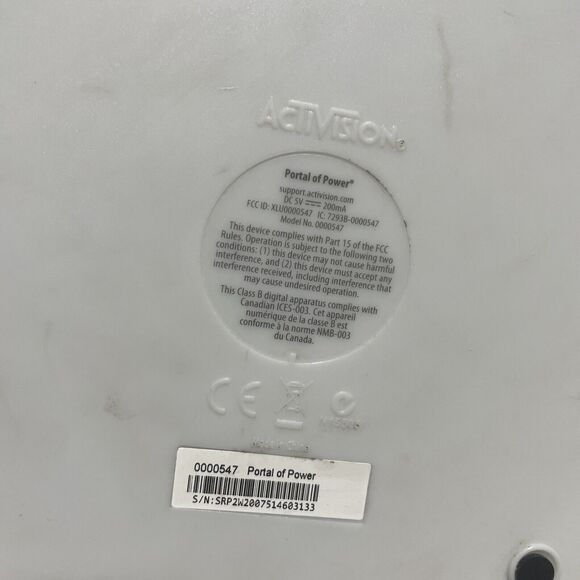 ACTIVISION
Portal of Power®
support.activision.com
DC 5V ⎓ 200mA
FCC ID: XLU0000547 IC: 7293B-0000547
Model No. 0000547
This device complies with Part 15 of the FCC
Rules. Operation is subject to the following two
conditions: (1) this device may not cause harmful
interference, and (2) this device must accept any
interference received, including interference that
may cause undesired operation.
This Class B digital apparatus complies with
Canadian ICES-003. Cet appareil
numérique de la classe B est
conforme à la norme NMB-003
du Canada.
CE
Made in China
0000547 Portal of Power
S/N:SRP2W2007514603133